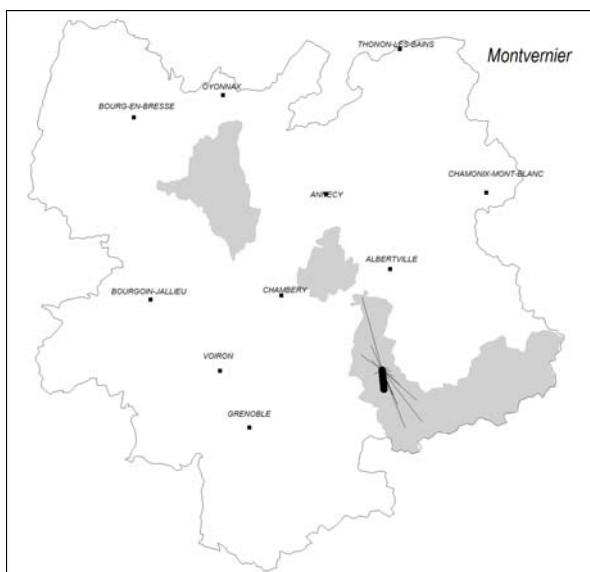 THONON-LES-BAINS
Montvernier
OYONNAX
BOURG-EN-BRESSE
CHAMONIX-MONT-BLANC
ANNECY
ALBERTVILLE
BOURGOIN-JALLIEU
CHAMBERY
VOIRON
GRENOBLE